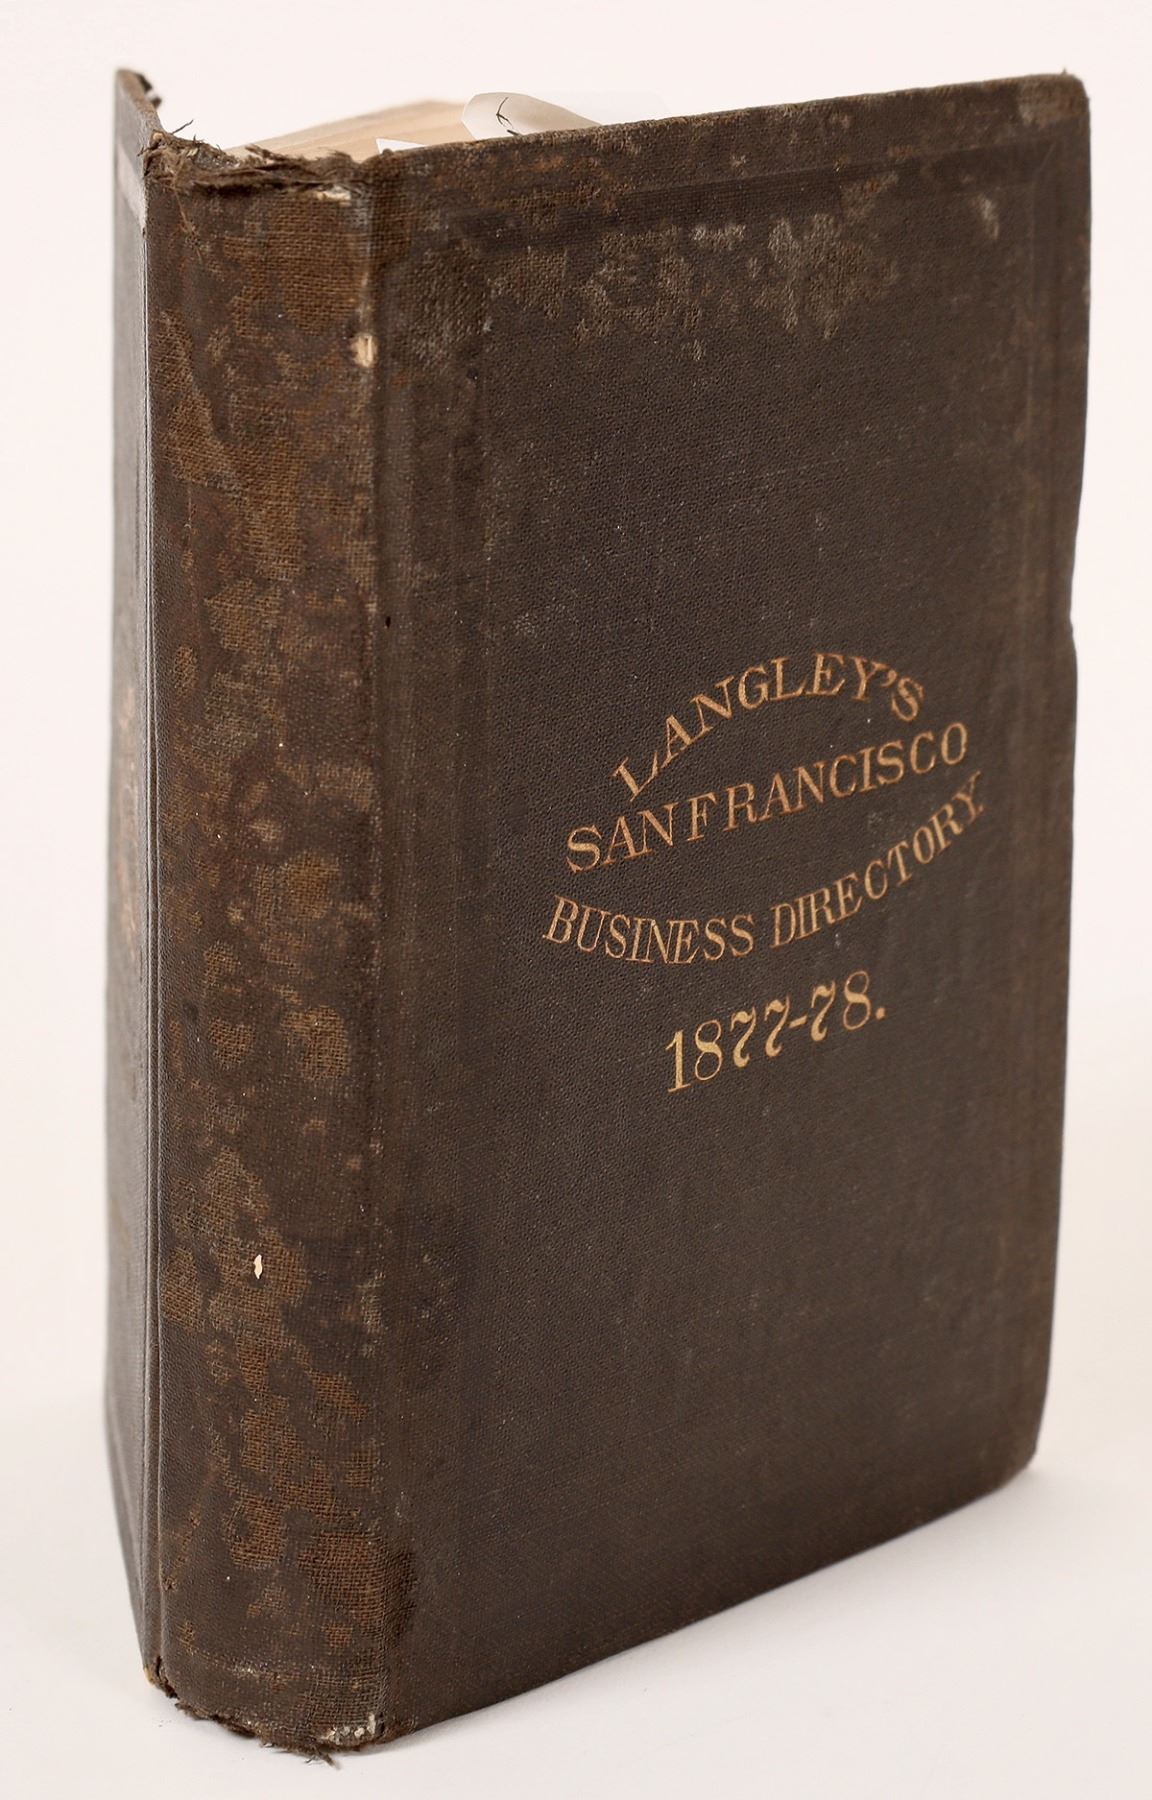 LANGLEY'S
SAN FRANCISCO
BUSINESS DIRECTORY.
1877-78.